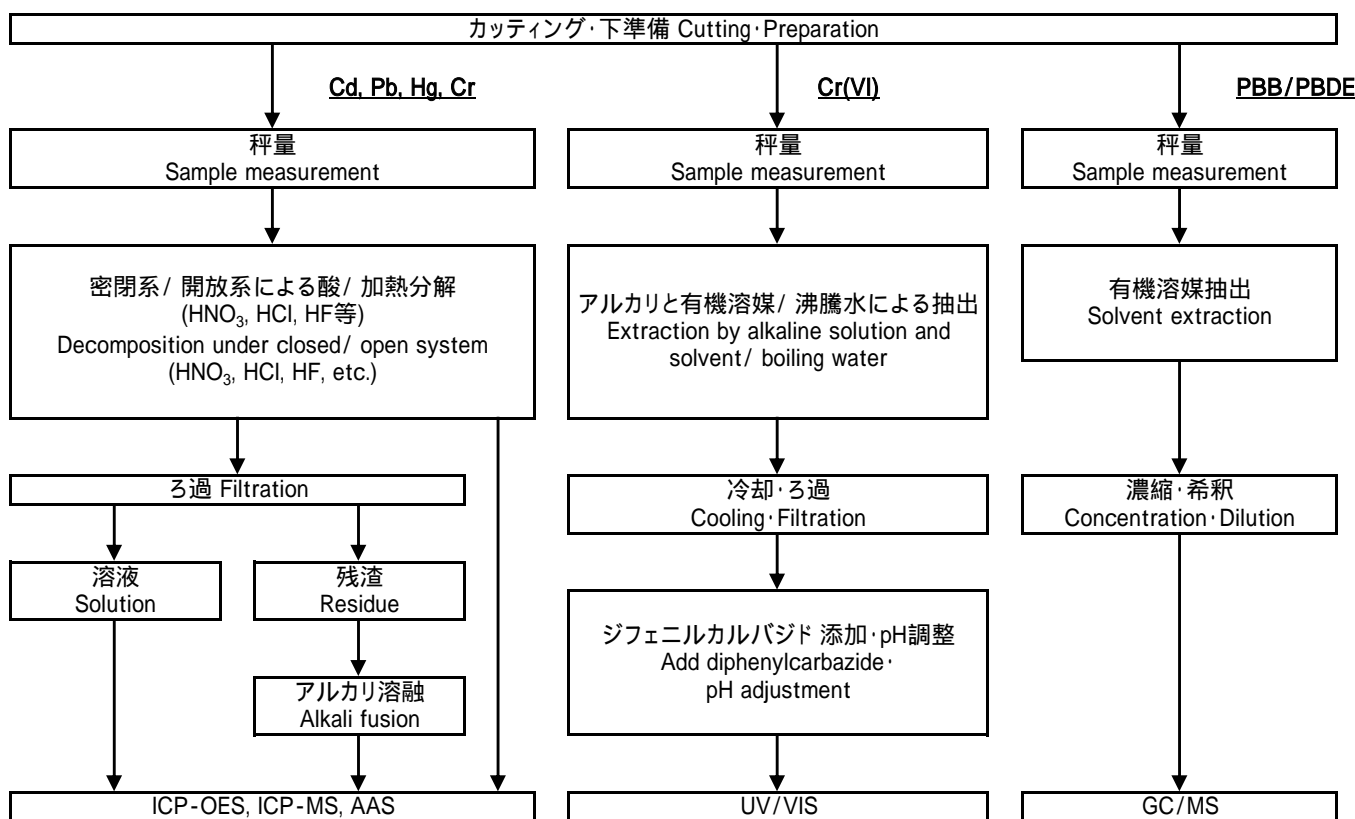 カッティング・下準備 Cutting・Preparation
Cd, Pb, Hg, Cr
Cr(VI)
PBB/PBDE
秤量
Sample measurement
秤量
Sample measurement
秤量
Sample measurement
密閉系/ 開放系による酸/ 加熱分解
(HNO₃, HCl, HF等)
Decomposition under closed/ open system
(HNO₃, HCl, HF, etc.)
アルカリと有機溶媒/ 沸騰水による抽出
Extraction by alkaline solution and
solvent/ boiling water
有機溶媒抽出
Solvent extraction
ろ過 Filtration
冷却・ろ過
Cooling・Filtration
濃縮・希釈
Concentration・Dilution
溶液
Solution
残渣
Residue
ジフェニルカルバジド 添加・pH調整
Add diphenylcarbazide・
pH adjustment
アルカリ溶融
Alkali fusion
ICP-OES, ICP-MS, AAS
UV/VIS
GC/MS